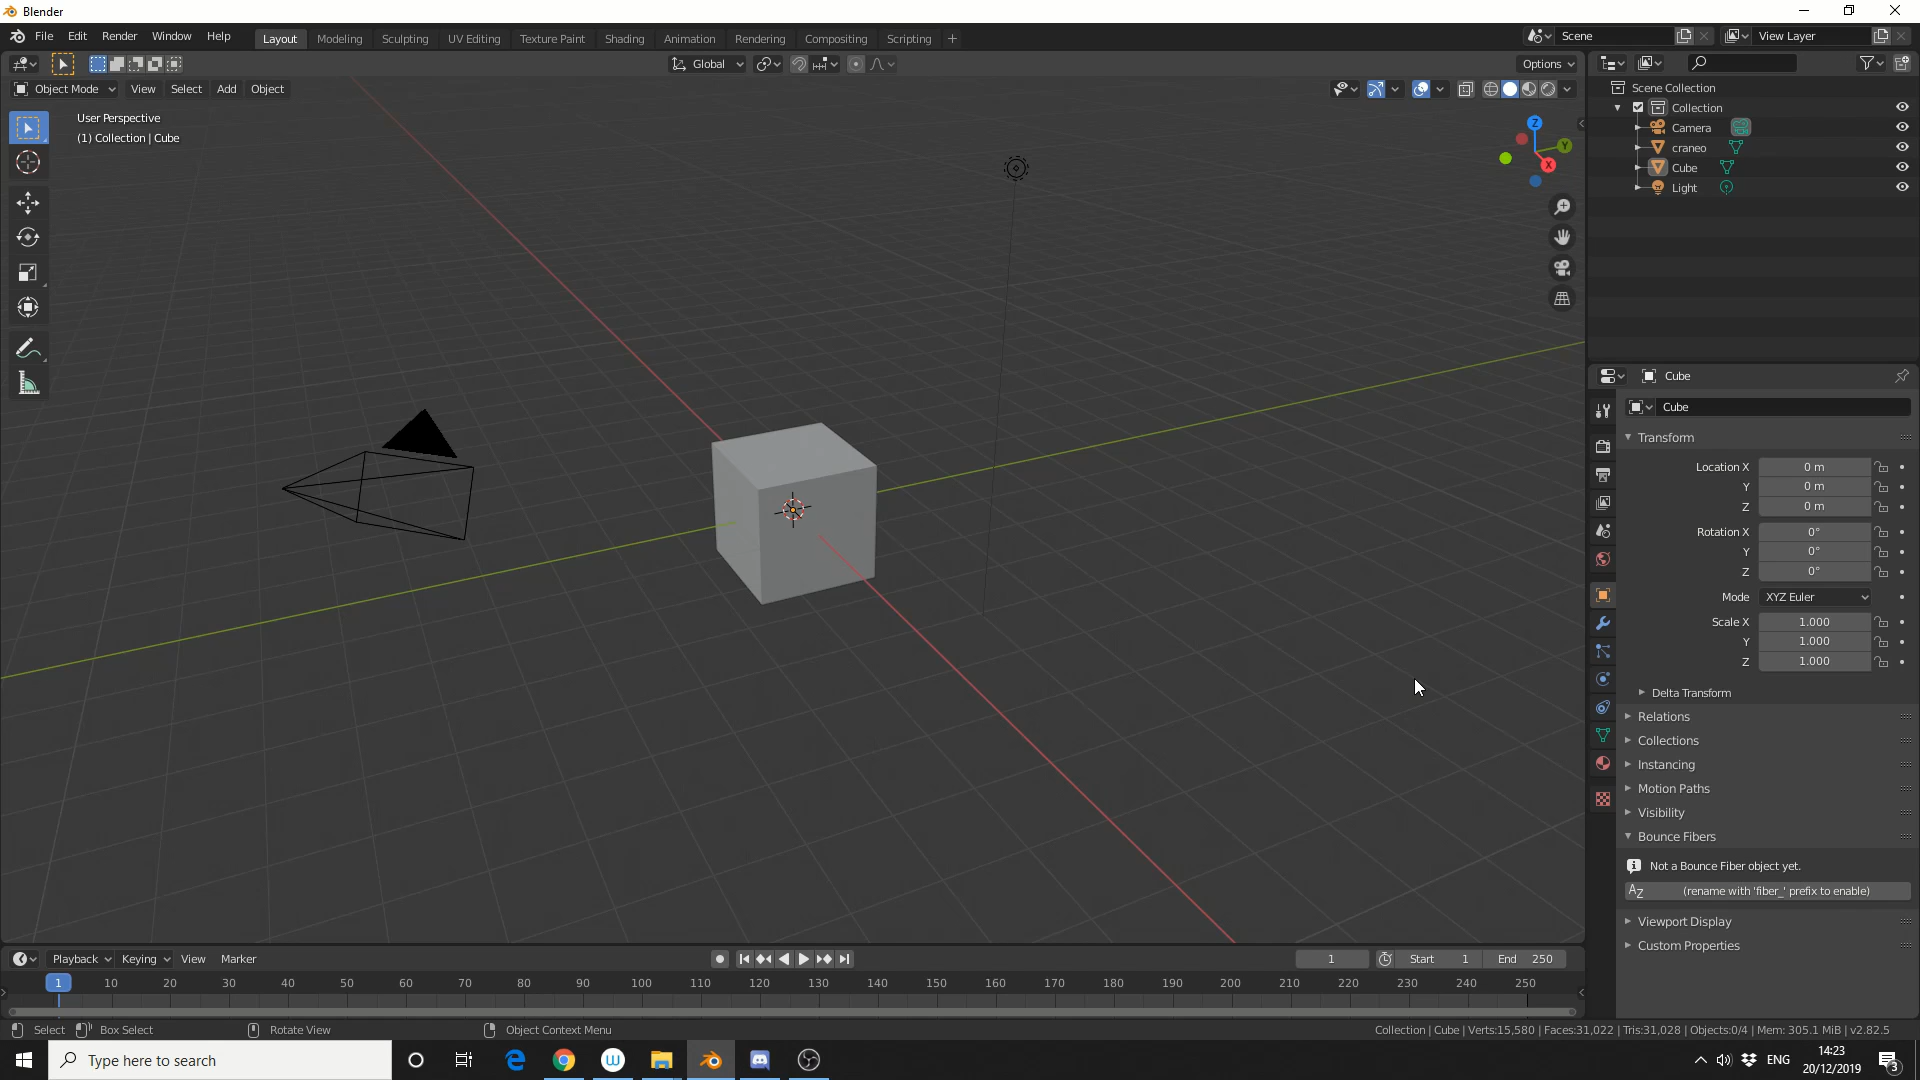 Blender
File Edit Render Window Help Layout Modeling Sculpting UV Editing Texture Paint Shading Animation Rendering Compositing Scripting + Scene View Layer
Global Options
Object Mode View Select Add Object
User Perspective
(1) Collection | Cube
Z
Y
X
Scene Collection
Collection
Camera
craneo
Cube
Light
Cube
Cube
Transform
Location X 0 m
Y 0 m
Z 0 m
Rotation X 0°
Y 0°
Z 0°
Mode XYZ Euler
Scale X 1.000
Y 1.000
Z 1.000
Delta Transform
Relations
Collections
Instancing
Motion Paths
Visibility
Bounce Fibers
Not a Bounce Fiber object yet.
AZ (rename with 'fiber_' prefix to enable)
Viewport Display
Custom Properties
Playback Keying View Marker 1 Start 1 End 250
1 10 20 30 40 50 60 70 80 90 100 110 120 130 140 150 160 170 180 190 200 210 220 230 240 250
Select Box Select Rotate View Object Context Menu Collection | Cube | Verts:15,580 | Faces:31,022 | Tris:31,028 | Objects:0/4 | Mem: 305.1 MiB | v2.82.5
Type here to search
ENG
14:23
20/12/2019
3